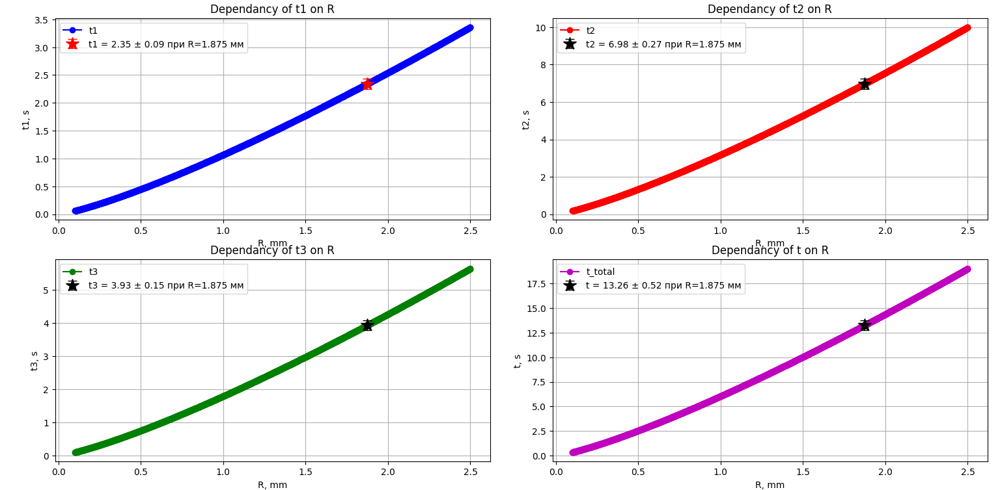 Dependancy of t1 on R
t1
t1 = 2.35 ± 0.09 при R=1.875 мм
t1, s
3.5
3.0
2.5
2.0
1.5
1.0
0.5
0.0
0.0 0.5 1.0 1.5 2.0 2.5
R, mm
Dependancy of t2 on R
t2
t2 = 6.98 ± 0.27 при R=1.875 мм
t2, s
10
8
6
4
2
0
0.0 0.5 1.0 1.5 2.0 2.5
R, mm
Dependancy of t3 on R
t3
t3 = 3.93 ± 0.15 при R=1.875 мм
t3, s
5
4
3
2
1
0
0.0 0.5 1.0 1.5 2.0 2.5
R, mm
Dependancy of t on R
t_total
t = 13.26 ± 0.52 при R=1.875 мм
t, s
17.5
15.0
12.5
10.0
7.5
5.0
2.5
0.0
0.0 0.5 1.0 1.5 2.0 2.5
R, mm